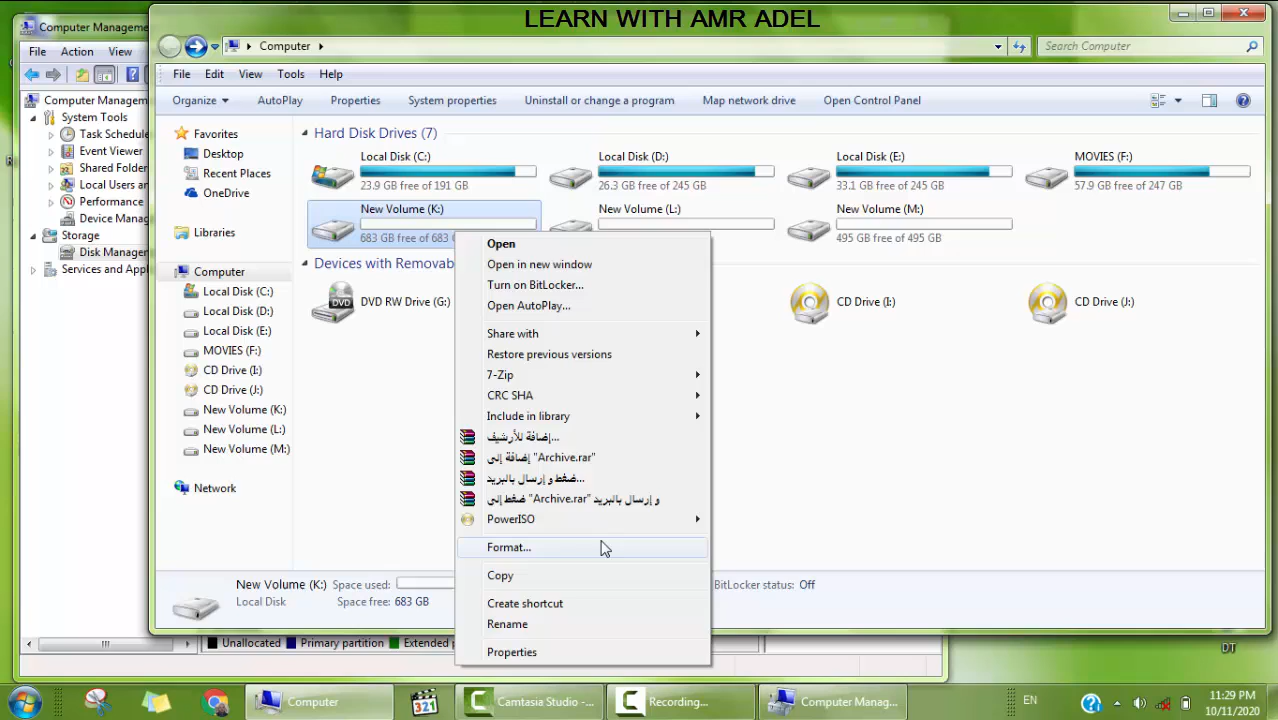 LEARN WITH AMR ADEL
Computer Manageme
File Action View
Computer Managem
System Tools
Task Schedule
Event Viewer
Shared Folder
Local Users an
Performance
Device Manag
Storage
Disk Manager
Services and App
Computer
Search Computer
File Edit View Tools Help
Organize AutoPlay Properties System properties Uninstall or change a program Map network drive Open Control Panel
Favorites
Desktop
Recent Places
OneDrive
Libraries
Computer
Local Disk (C:)
Local Disk (D:)
Local Disk (E:)
MOVIES (F:)
CD Drive (I:)
CD Drive (J:)
New Volume (K:)
New Volume (L:)
New Volume (M:)
Network
Hard Disk Drives (7)
Local Disk (C:) Local Disk (D:) Local Disk (E:) MOVIES (F:)
23.9 GB free of 191 GB 26.3 GB free of 245 GB 33.1 GB free of 245 GB 57.9 GB free of 247 GB
New Volume (K:) New Volume (L:) New Volume (M:)
683 GB free of 683 495 GB free of 495 GB
Devices with Removab
DVD RW Drive (G:) CD Drive (I:) CD Drive (J:)
DVD
Open
Open in new window
Turn on BitLocker...
Open AutoPlay...
Share with
Restore previous versions
7-Zip
CRC SHA
Include in library
إضافة للأرشيف...
إضافة إلى "Archive.rar"
ضغط و إرسال بالبريد...
ضغط إلى "Archive.rar" و إرسال بالبريد
PowerISO
Format...
Copy
Create shortcut
Rename
Properties
New Volume (K:) Space used: BitLocker status: Off
Local Disk Space free: 683 GB
Unallocated Primary partition Extended p
DT
Computer
321
Camtasia Studio -...
Recording...
Computer Manag...
EN
11:29 PM
10/11/2020